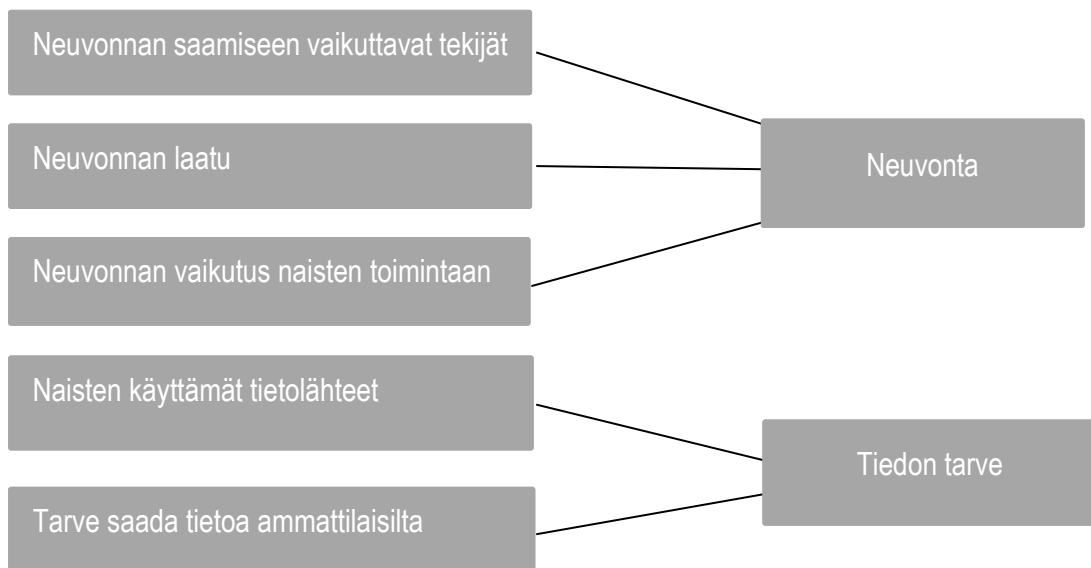 Neuvonnan saamiseen vaikuttavat tekijät
Neuvonnan laatu
Neuvonnan vaikutus naisten toimintaan
Neuvonta
Naisten käyttämät tietolähteet
Tarve saada tietoa ammattilaisilta
Tiedon tarve